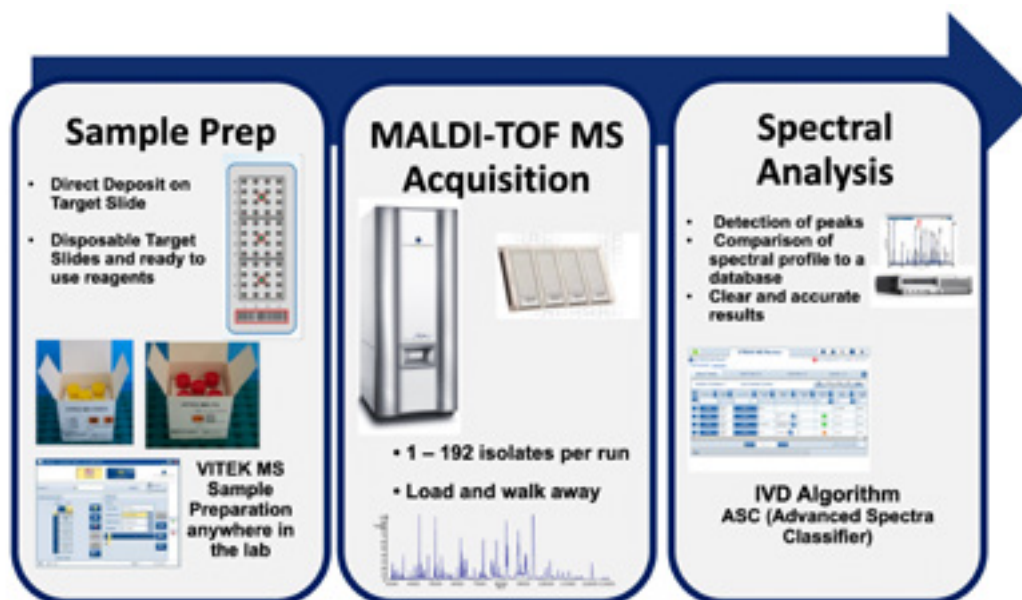 Sample Prep
• Direct Deposit on
Target Slide
• Disposable Target
Slides and ready to
use reagents
VITEK MS
Sample
Preparation
anywhere in
the lab
MALDI-TOF MS
Acquisition
• 1 – 192 isolates per run
• Load and walk away
Spectral
Analysis
• Detection of peaks
• Comparison of
spectral profile to a
database
• Clear and accurate
results
IVD Algorithm
ASC (Advanced Spectra
Classifier)